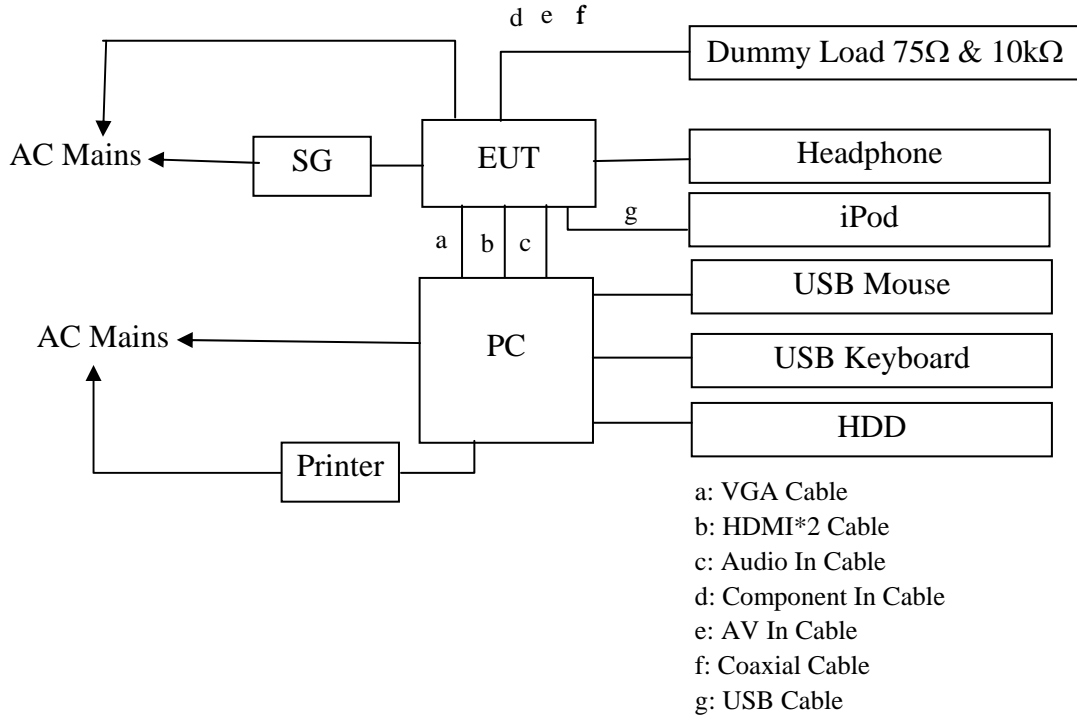 d e f
Dummy Load 75Ω & 10kΩ
AC Mains
SG
EUT
Headphone
g
iPod
a b c
USB Mouse
AC Mains
PC
USB Keyboard
HDD
Printer
a: VGA Cable
b: HDMI*2 Cable
c: Audio In Cable
d: Component In Cable
e: AV In Cable
f: Coaxial Cable
g: USB Cable